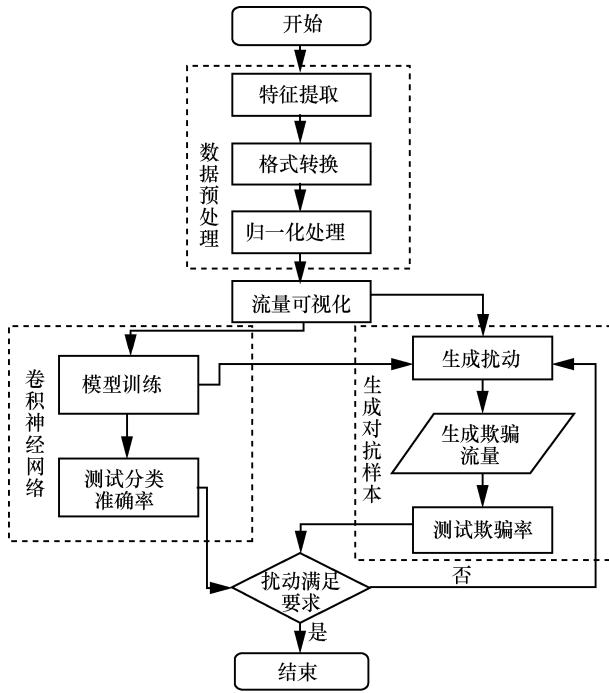 开始
特征提取
格式转换
归一化处理
数据预处理
流量可视化
卷积神经网络
模型训练
测试分类
准确率
生成对抗样本
生成扰动
生成欺骗
流量
测试欺骗率
扰动满足
要求
否
是
结束